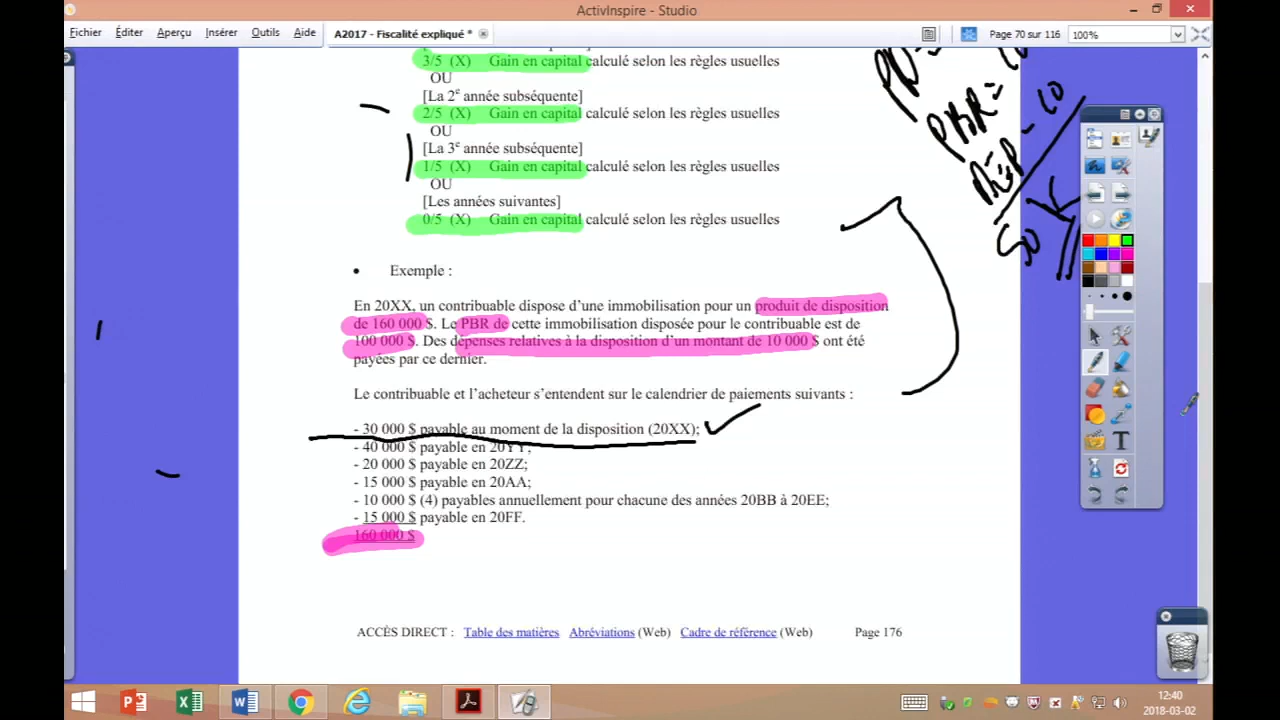 ActivInspire - Studio
Fichier Éditer Aperçu Insérer Outils Aide A2017 - Fiscalité expliqué * Page 70 sur 116 100%
3/5 (X) Gain en capital calculé selon les règles usuelles
OU
[La 2e année subséquente]
2/5 (X) Gain en capital calculé selon les règles usuelles
OU
[La 3e année subséquente]
1/5 (X) Gain en capital calculé selon les règles usuelles
OU
[Les années suivantes]
0/5 (X) Gain en capital calculé selon les règles usuelles
PBR=
50 K
• Exemple :
En 20XX, un contribuable dispose d’une immobilisation pour un produit de disposition
de 160 000 $. Le PBR de cette immobilisation disposée pour le contribuable est de
100 000 $. Des dépenses relatives à la disposition d’un montant de 10 000 $ ont été
payées par ce dernier.
Le contribuable et l’acheteur s’entendent sur le calendrier de paiements suivants :
- 30 000 $ payable au moment de la disposition (20XX);
- 40 000 $ payable en 20YY;
- 20 000 $ payable en 20ZZ;
- 15 000 $ payable en 20AA;
- 10 000 $ (4) payables annuellement pour chacune des années 20BB à 20EE;
- 15 000 $ payable en 20FF.
160 000 $
ACCÈS DIRECT : Table des matières Abréviations (Web) Cadre de référence (Web) Page 176
12:40
2018-03-02